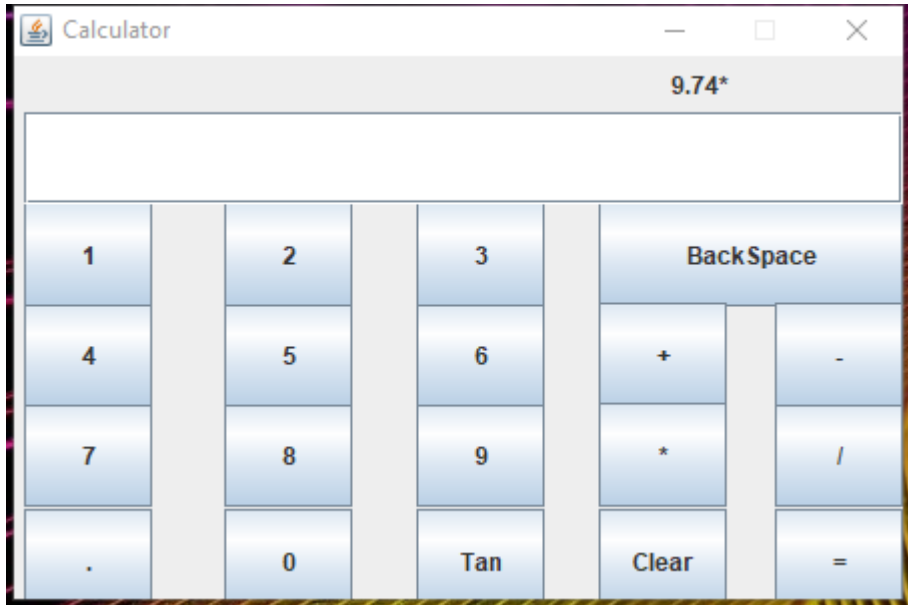 Calculator
9.74*
1 2 3 BackSpace
4 5 6 + -
7 8 9 * /
. 0 Tan Clear =